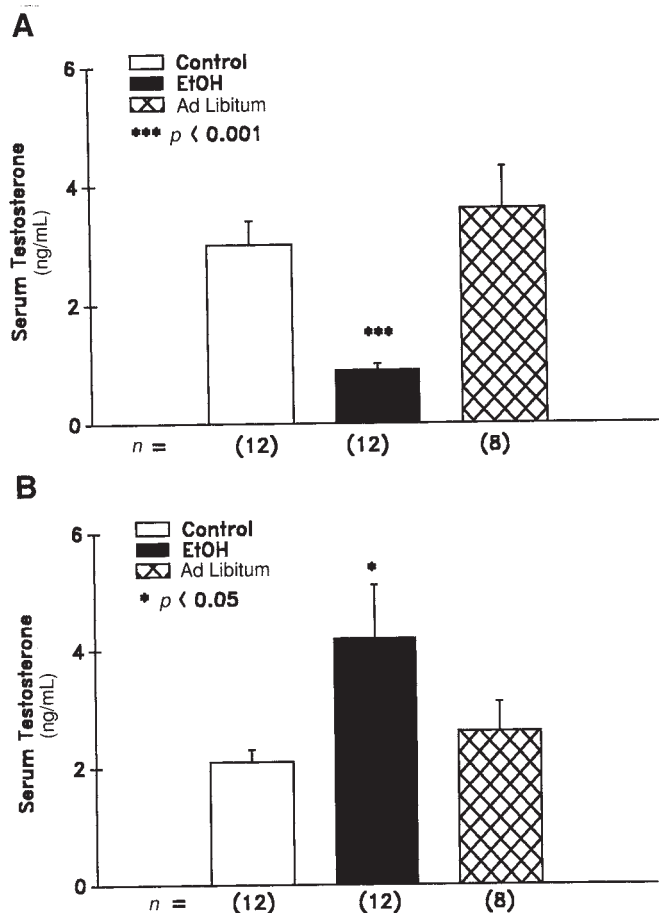 A
6
4
2
0
Serum Testosterone
(ng/mL)
Control
EtOH
Ad Libitum
*** p < 0.001
***
n = (12) (12) (8)
B
6
4
2
0
Serum Testosterone
(ng/mL)
Control
EtOH
Ad Libitum
* p < 0.05
*
n = (12) (12) (8)